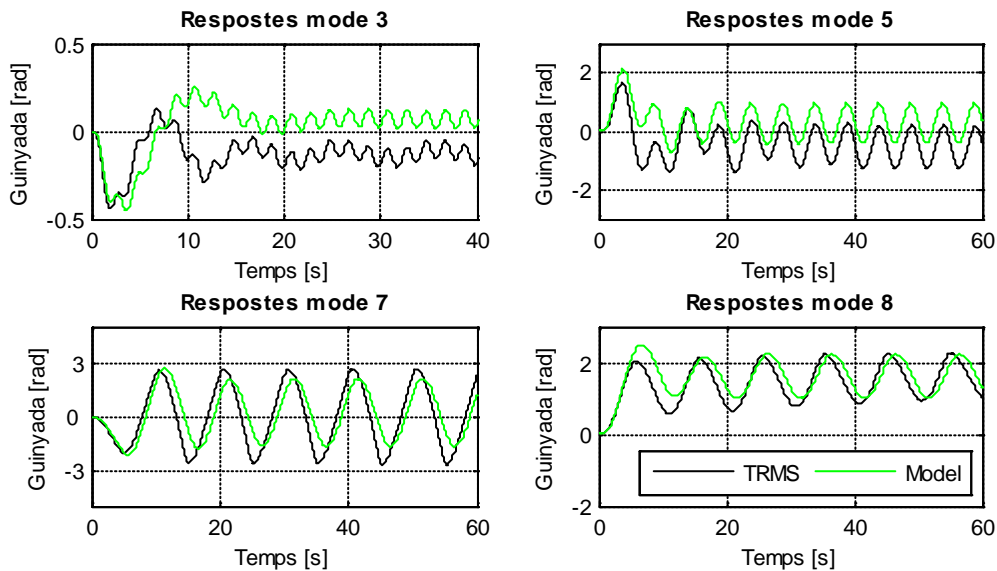 Respostes mode 3
0.5
0
-0.5
Guinyada [rad]
0 10 20 30 40
Temps [s]
Respostes mode 5
2
0
-2
Guinyada [rad]
0 20 40 60
Temps [s]
Respostes mode 7
3
0
-3
Guinyada [rad]
0 20 40 60
Temps [s]
Respostes mode 8
2
0
-2
Guinyada [rad]
TRMS Model
0 20 40 60
Temps [s]